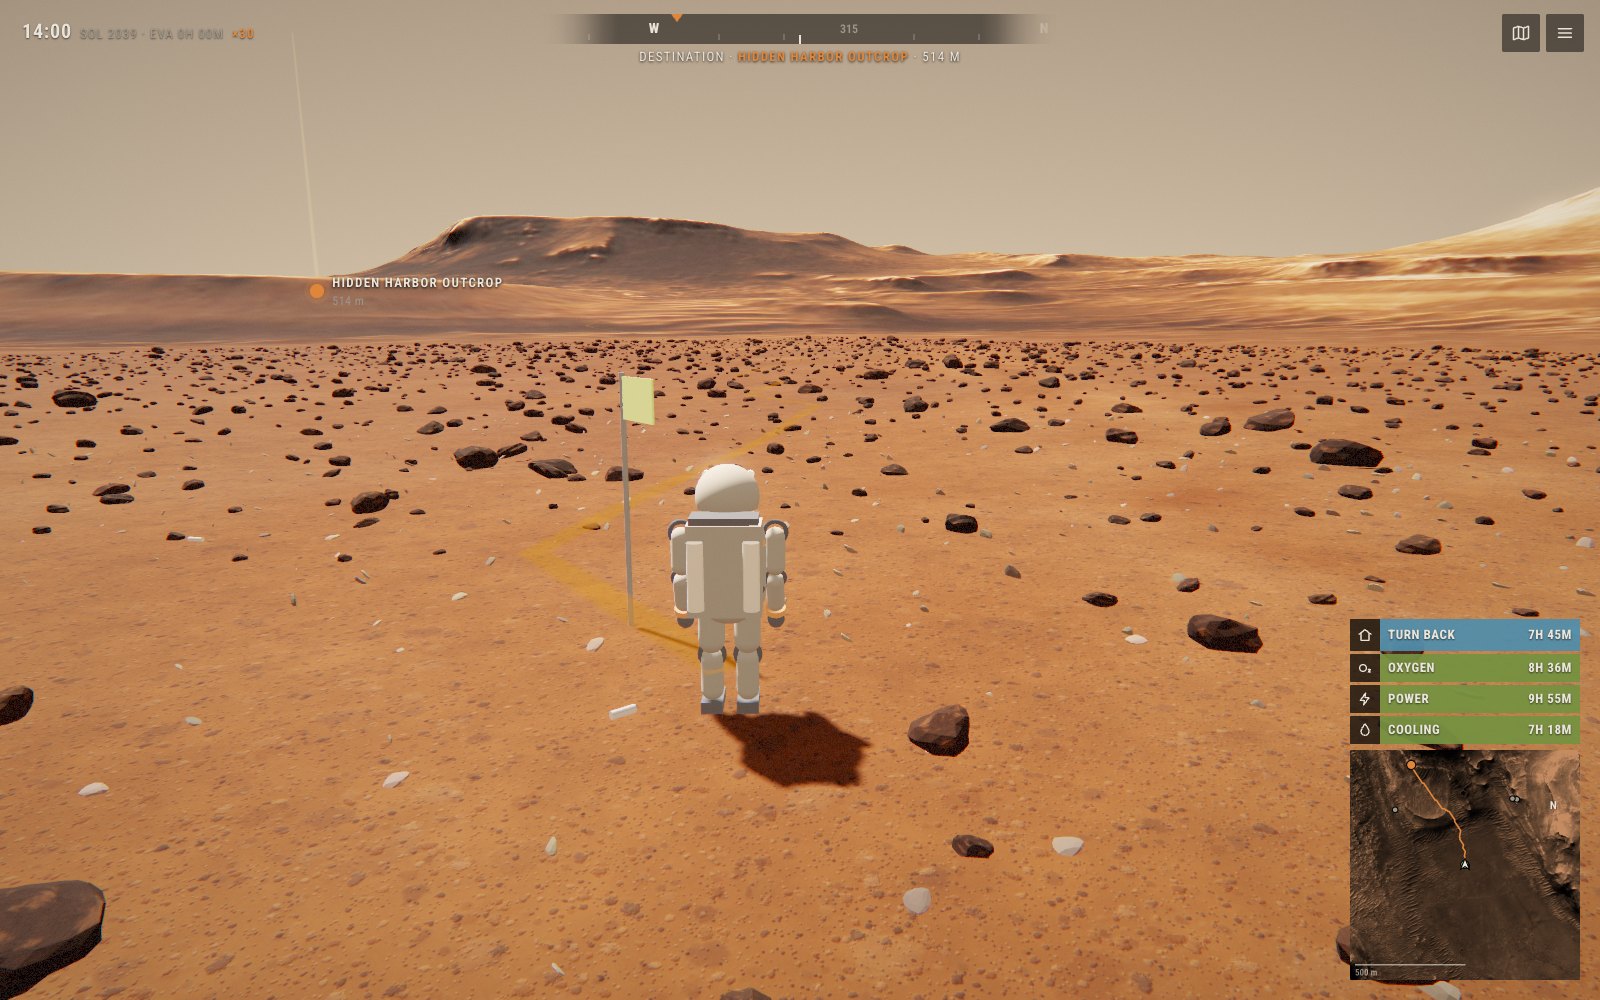 14:00 SOL 2039 · EVA 0H 00M ×30
W 315 N
DESTINATION · HIDDEN HARBOR OUTCROP · 514 M
HIDDEN HARBOR OUTCROP
514 m
TURN BACK 7H 45M
O₂ OXYGEN 8H 36M
POWER 9H 55M
COOLING 7H 18M
N
500 m